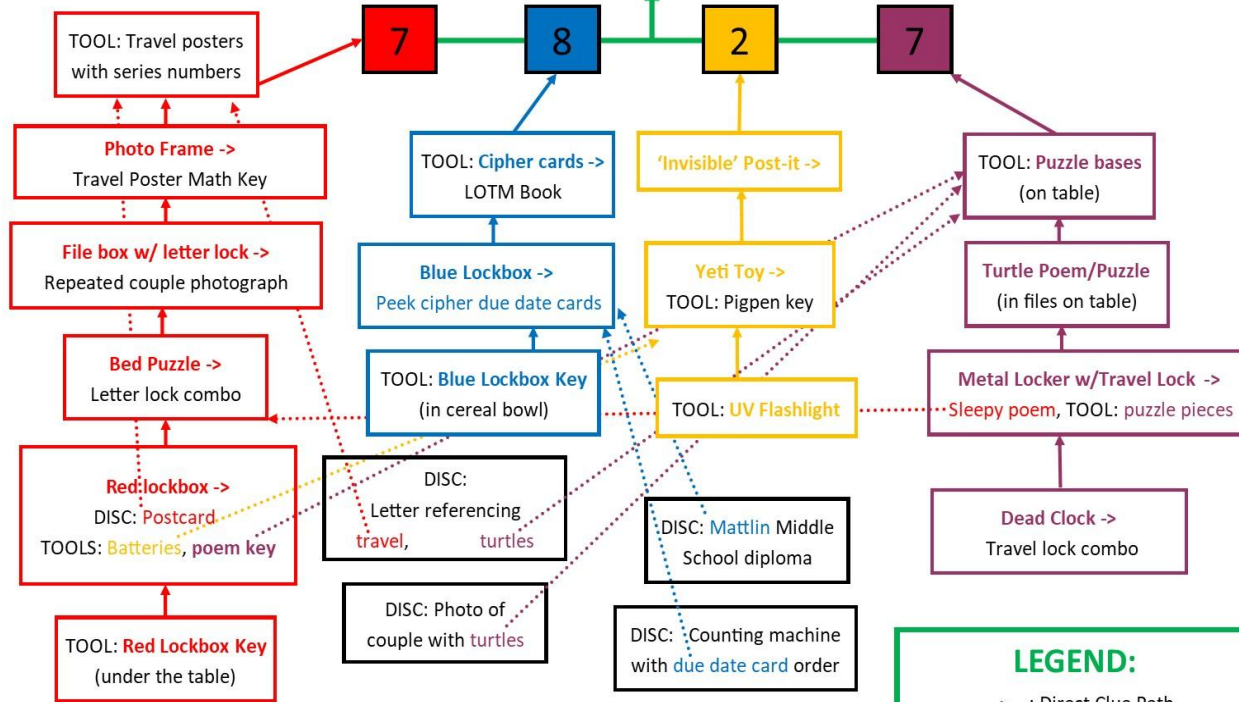 7
8
2
7
TOOL: Travel posters
with series numbers
Photo Frame ->
Travel Poster Math Key
File box w/ letter lock ->
Repeated couple photograph
Bed Puzzle ->
Letter lock combo
Red lockbox ->
DISC: Postcard
TOOLS: Batteries, poem key
TOOL: Red Lockbox Key
(under the table)
TOOL: Cipher cards ->
LOTM Book
Blue Lockbox ->
Peek cipher due date cards
TOOL: Blue Lockbox Key
(in cereal bowl)
DISC:
Letter referencing
travel, turtles
DISC: Photo of
couple with turtles
'Invisible' Post-it ->
Yeti Toy ->
TOOL: Pigpen key
TOOL: UV Flashlight
DISC: Mattlin Middle
School diploma
DISC: Counting machine
with due date card order
TOOL: Puzzle bases
(on table)
Turtle Poem/Puzzle
(in files on table)
Metal Locker w/Travel Lock ->
Sleepy poem, TOOL: puzzle pieces
Dead Clock ->
Travel lock combo
LEGEND:
: Direct Clue Path